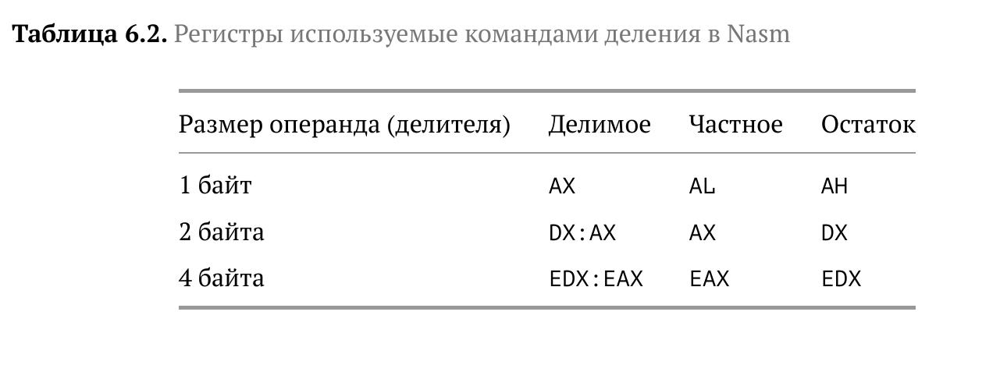 Таблица 6.2. Регистры используемые командами деления в Nasm
Размер операнда (делителя) Делимое Частное Остаток
1 байт AX AL AH
2 байта DX:AX AX DX
4 байта EDX:EAX EAX EDX